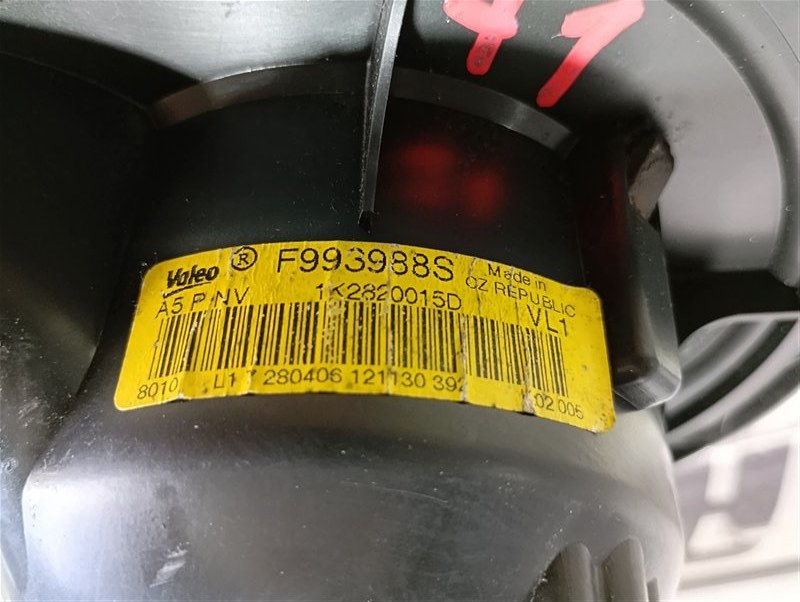 41
Valeo ® F993988S Made in
CZ REPUBLIC
A5 P NV 1K2820015D VL1
8010 L1 280406 121130 392 02 005